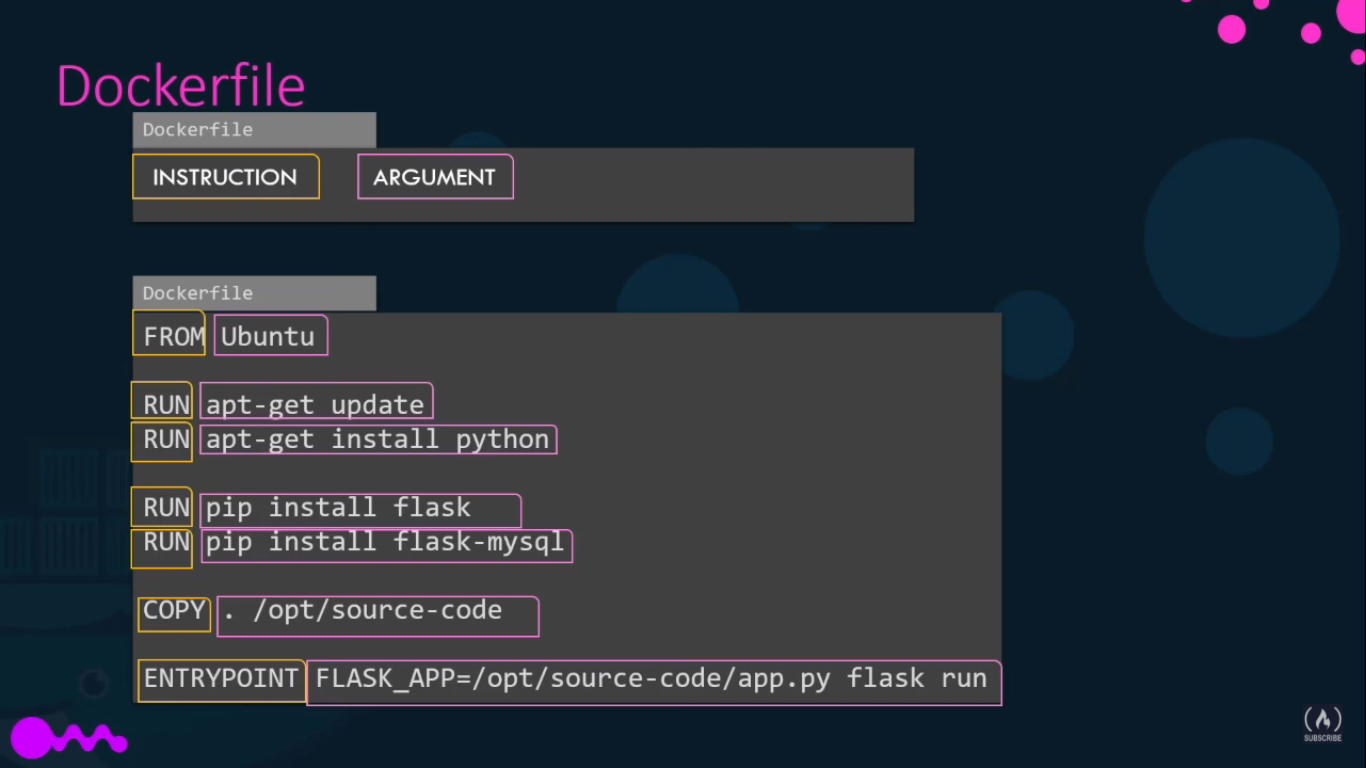 Dockerfile
Dockerfile
INSTRUCTION ARGUMENT
Dockerfile
FROM Ubuntu
RUN apt-get update
RUN apt-get install python
RUN pip install flask
RUN pip install flask-mysql
COPY . /opt/source-code
ENTRYPOINT FLASK_APP=/opt/source-code/app.py flask run
SUBSCRIBE